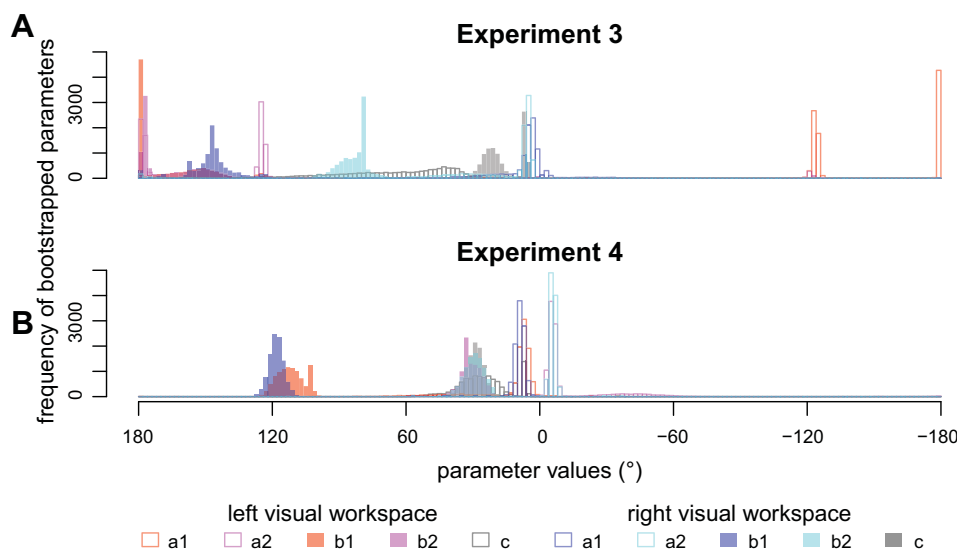 A
Experiment 3
frequency of bootstrapped parameters
3000
0
Experiment 4
B
3000
0
180 120 60 0 −60 −120 −180
parameter values (°)
left visual workspace right visual workspace
a1 a2 b1 b2 c a1 a2 b1 b2 c